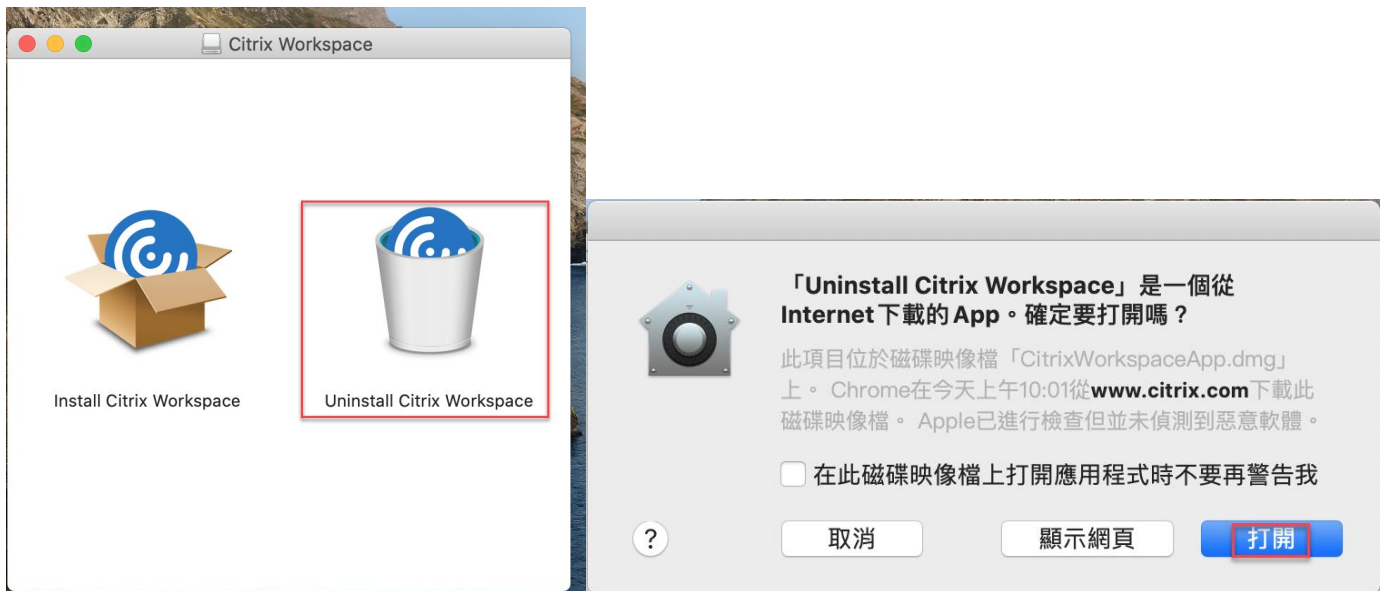 Citrix Workspace
Install Citrix Workspace
Uninstall Citrix Workspace
「Uninstall Citrix Workspace」是一個從
Internet下載的App。確定要打開嗎？
此項目位於磁碟映像檔「CitrixWorkspaceApp.dmg」
上。 Chrome在今天上午10:01從www.citrix.com下載此
磁碟映像檔。 Apple已進行檢查但並未偵測到惡意軟體。
在此磁碟映像檔上打開應用程式時不要再警告我
?
取消
顯示網頁
打開